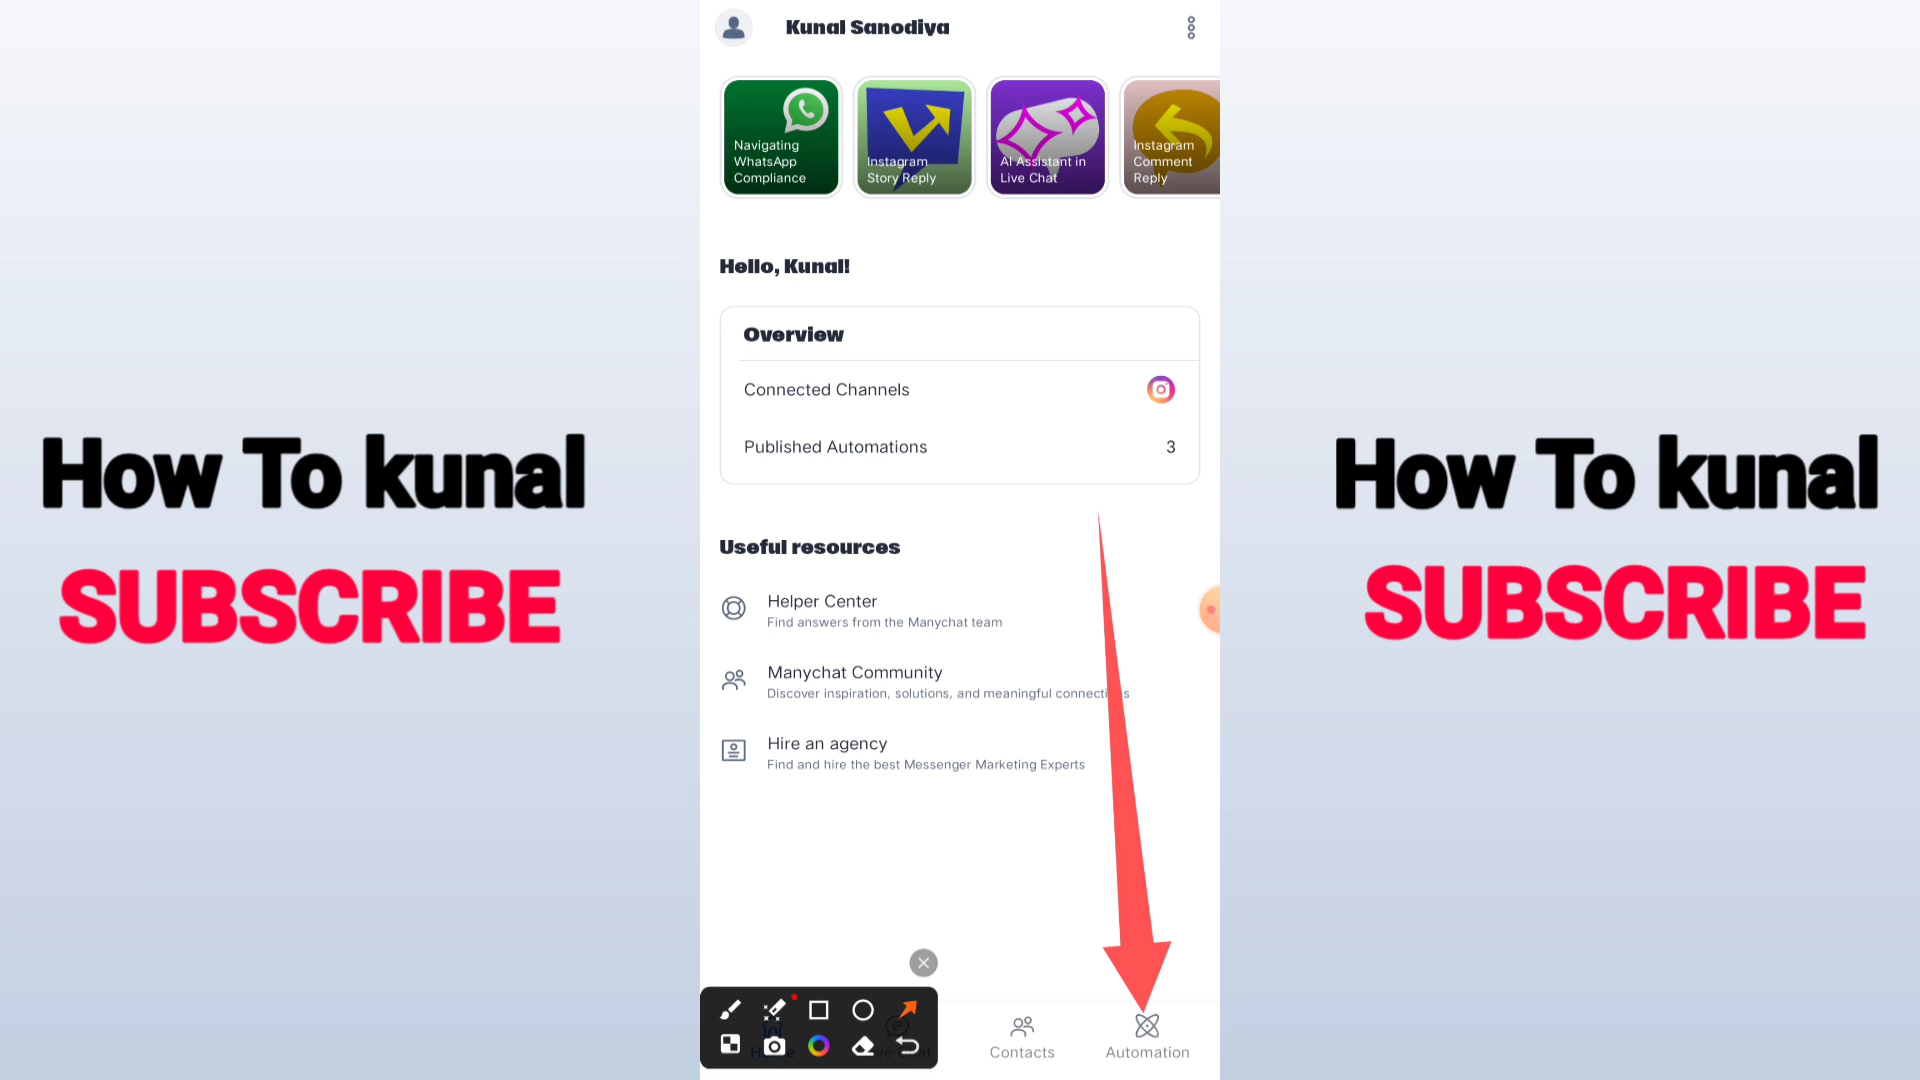 Kunal Sanodiya
Navigating
WhatsApp
Compliance
Instagram
Story Reply
AI Assistant in
Live Chat
Instagram
Comment
Reply
Hello, Kunal!
Overview
Connected Channels
Published Automations 3
How To kunal
SUBSCRIBE
How To kunal
SUBSCRIBE
Useful resources
Helper Center
Find answers from the Manychat team
Manychat Community
Discover inspiration, solutions, and meaningful
Hire an agency
Find and hire the best Messenger Marketing Experts
Contacts
Automation